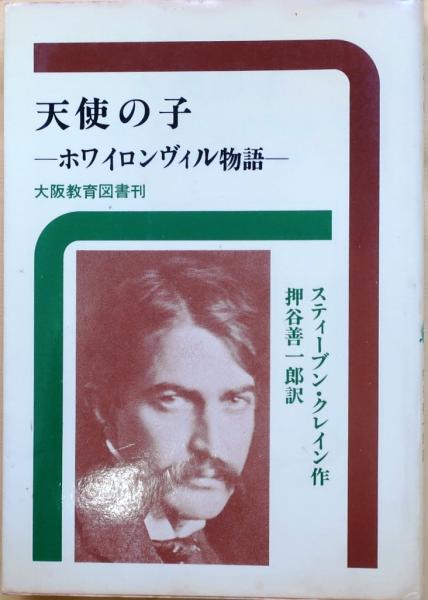 天使の子
―ホワイロンヴィル物語―
大阪教育図書刊
スティーブン・クレイン作
押谷善一郎訳